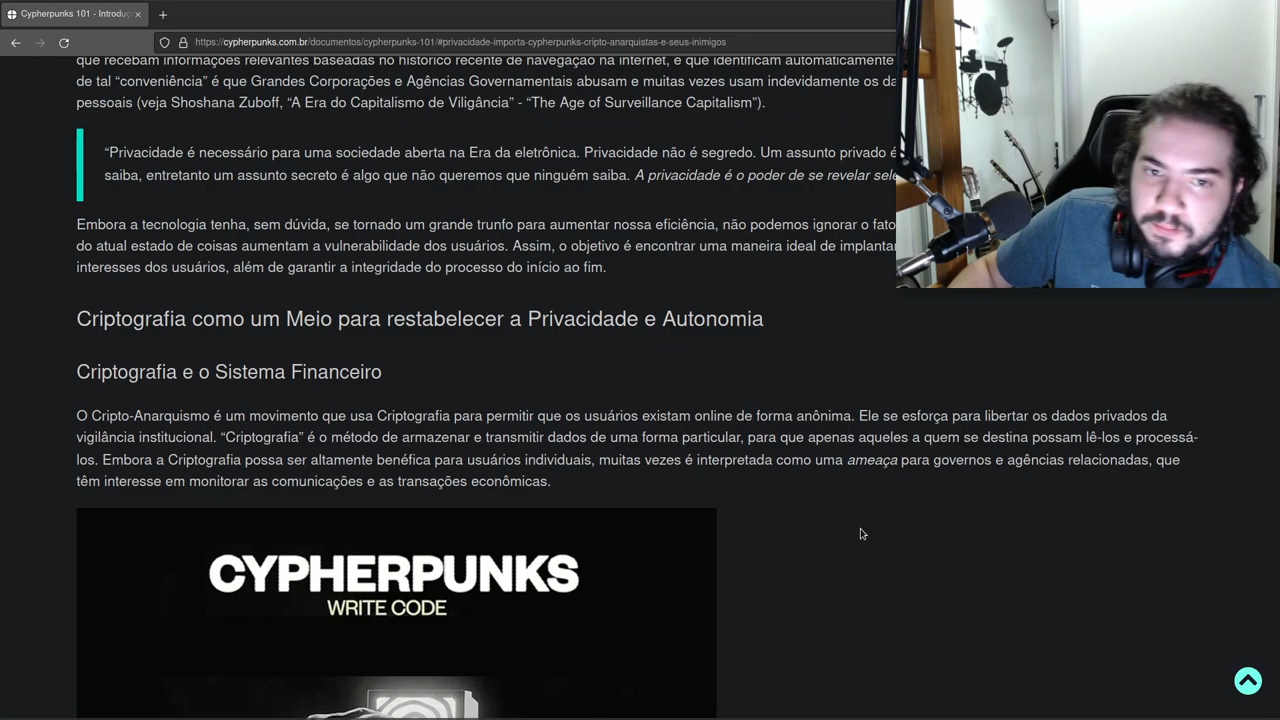 Cypherpunks 101 - Introdu
https://cypherpunks.com.br/documentos/cypherpunks-101/#privacidade-importa-cypherpunks-cripto-anarquistas-e-seus-inimigos
que recebam informações relevantes baseadas no histórico recente de navegação na internet, e que identificam automaticamente
de tal “conveniência” é que Grandes Corporações e Agências Governamentais abusam e muitas vezes usam indevidamente os da
pessoais (veja Shoshana Zuboff, “A Era do Capitalismo de Viligância” - “The Age of Surveillance Capitalism”).
“Privacidade é necessário para uma sociedade aberta na Era da eletrônica. Privacidade não é segredo. Um assunto privado é
saiba, entretanto um assunto secreto é algo que não queremos que ninguém saiba. A privacidade é o poder de se revelar sele
Embora a tecnologia tenha, sem dúvida, se tornado um grande trunfo para aumentar nossa eficiência, não podemos ignorar o fato
do atual estado de coisas aumentam a vulnerabilidade dos usuários. Assim, o objetivo é encontrar uma maneira ideal de implantar
interesses dos usuários, além de garantir a integridade do processo do início ao fim.
Criptografia como um Meio para restabelecer a Privacidade e Autonomia
Criptografia e o Sistema Financeiro
O Cripto-Anarquismo é um movimento que usa Criptografia para permitir que os usuários existam online de forma anônima. Ele se esforça para libertar os dados privados da
vigilância institucional. “Criptografia” é o método de armazenar e transmitir dados de uma forma particular, para que apenas aqueles a quem se destina possam lê-los e processá-
los. Embora a Criptografia possa ser altamente benéfica para usuários individuais, muitas vezes é interpretada como uma ameaça para governos e agências relacionadas, que
têm interesse em monitorar as comunicações e as transações econômicas.
CYPHERPUNKS
WRITE CODE